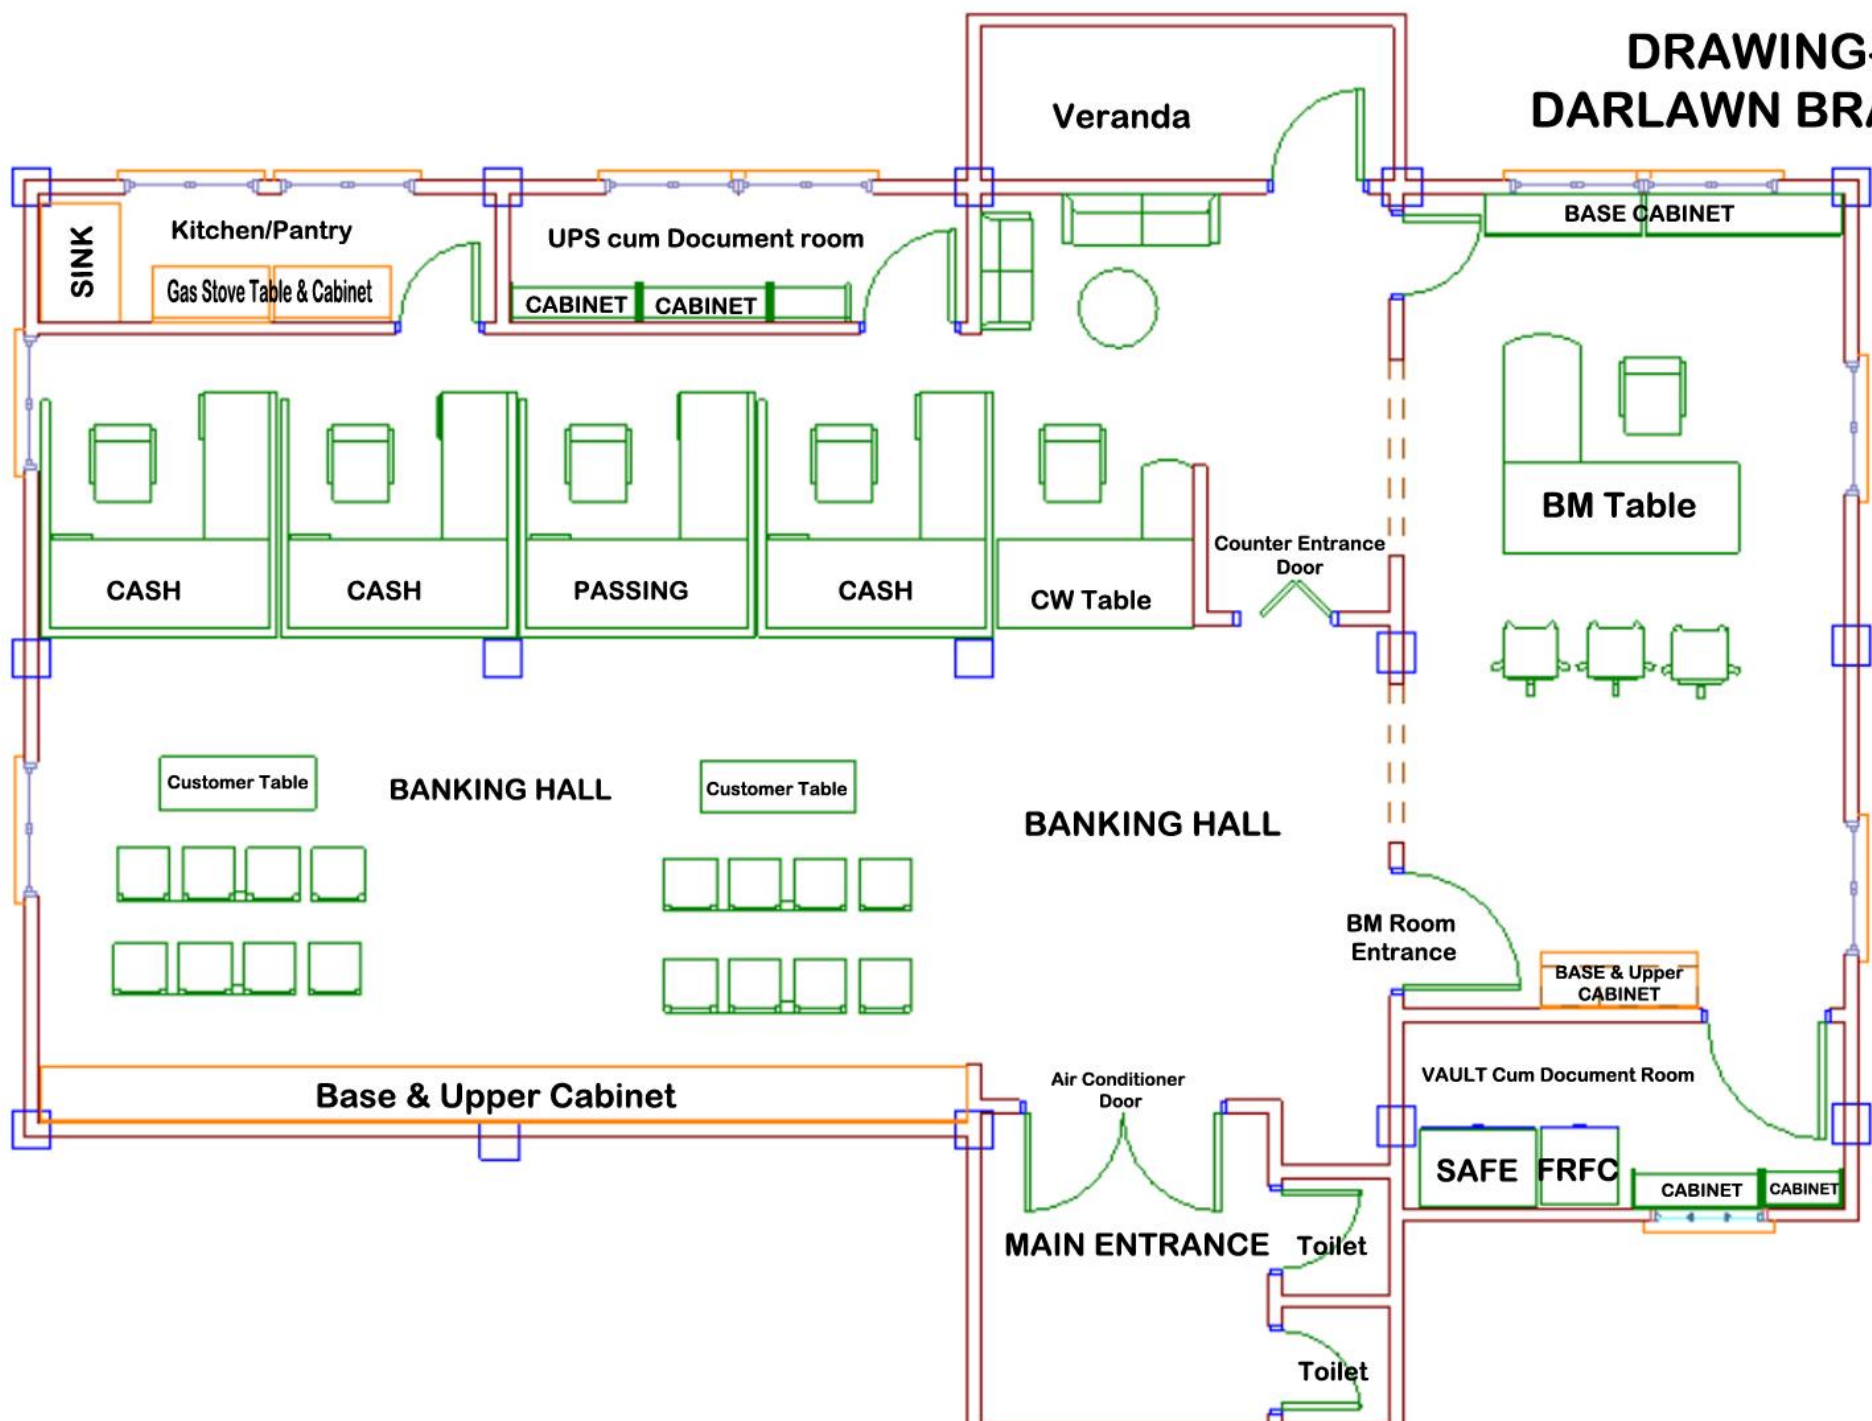 DRAWING-
DARLAWN BRA
Veranda
BASE CABINET
Kitchen/Pantry
UPS cum Document room
SINK
Gas Stove Table & Cabinet
CABINET
CABINET
BM Table
Counter Entrance
Door
CASH
CASH
PASSING
CASH
CW Table
Customer Table
BANKING HALL
Customer Table
BANKING HALL
BM Room
Entrance
BASE & Upper
CABINET
Base & Upper Cabinet
Air Conditioner
Door
VAULT Cum Document Room
SAFE
FRFC
CABINET
CABINET
MAIN ENTRANCE
Toilet
Toilet